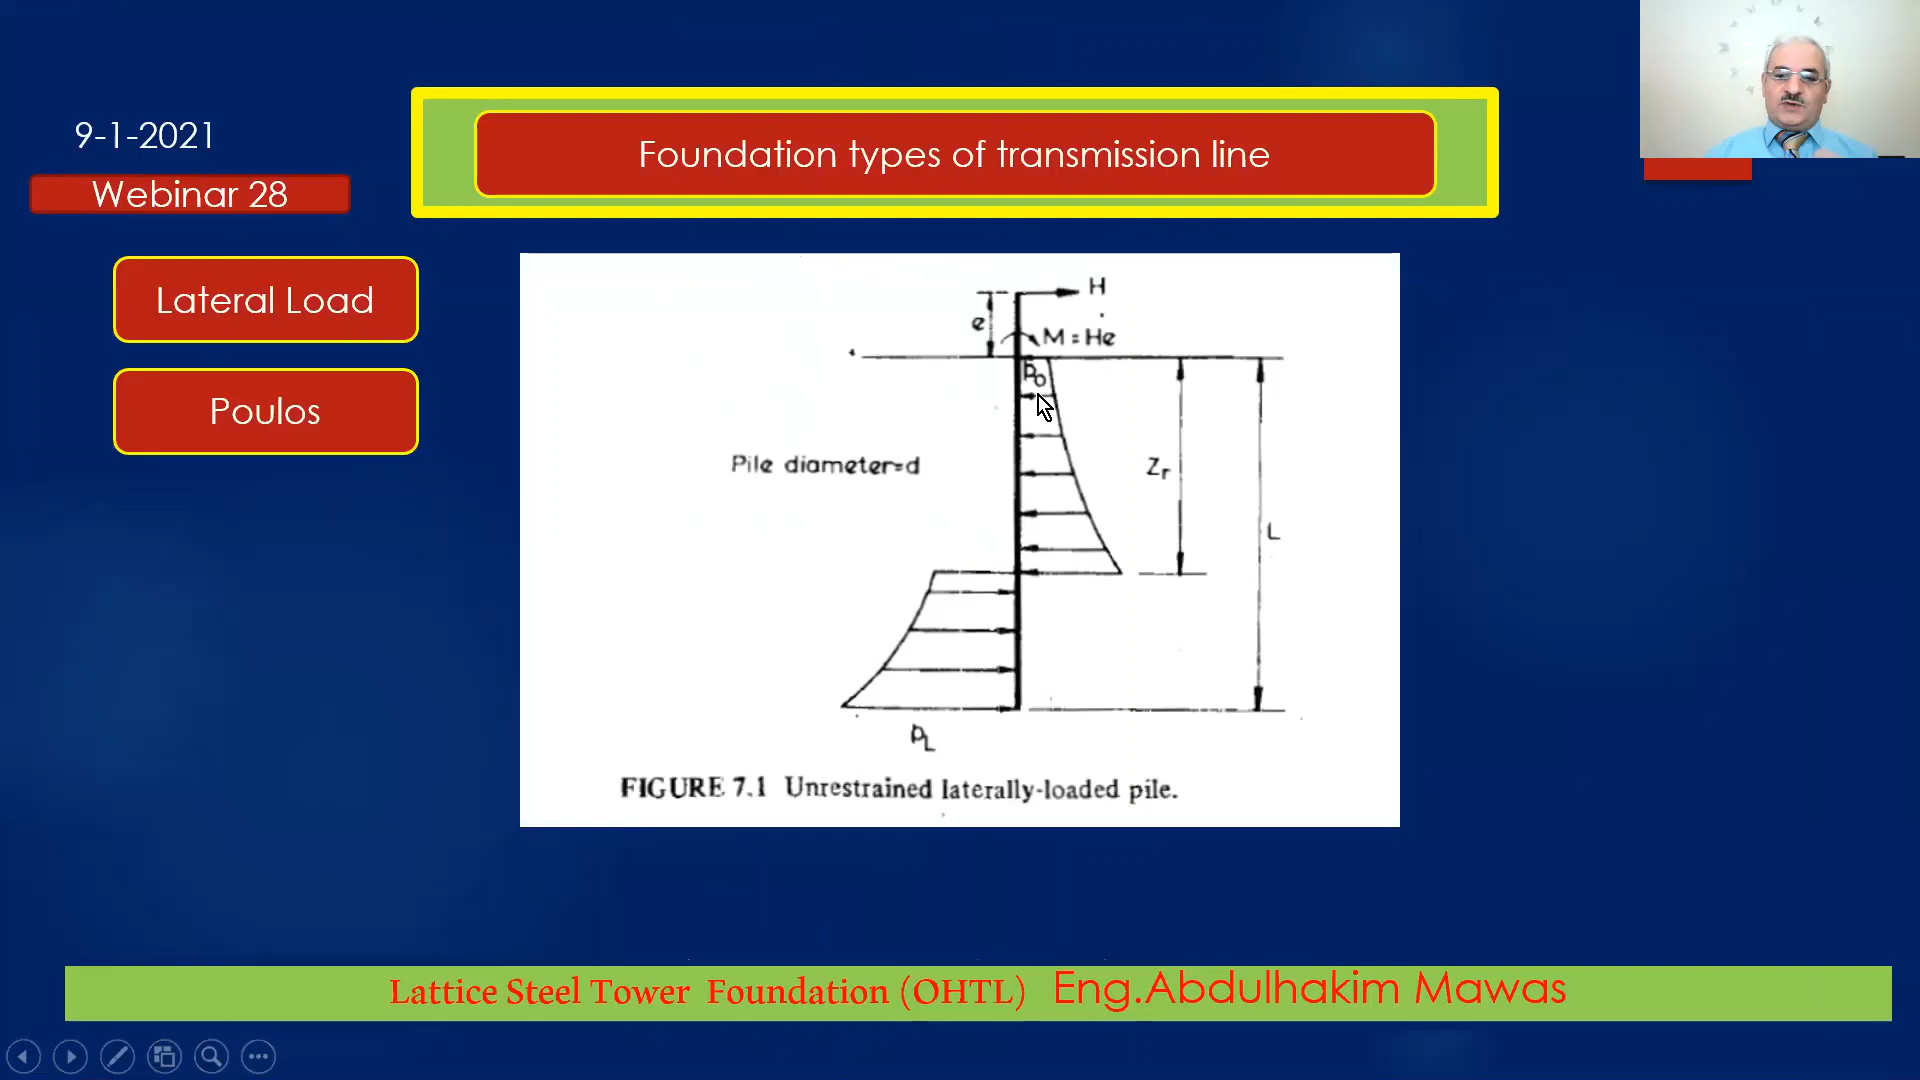 9-1-2021
Webinar 28
Foundation types of transmission line
Lateral Load
Poulos
H
e
M = He
Po
Pile diameter=d
Zr
L
PL
FIGURE 7.1 Unrestrained laterally-loaded pile.
Lattice Steel Tower Foundation (OHTL) Eng.Abdulhakim Mawas